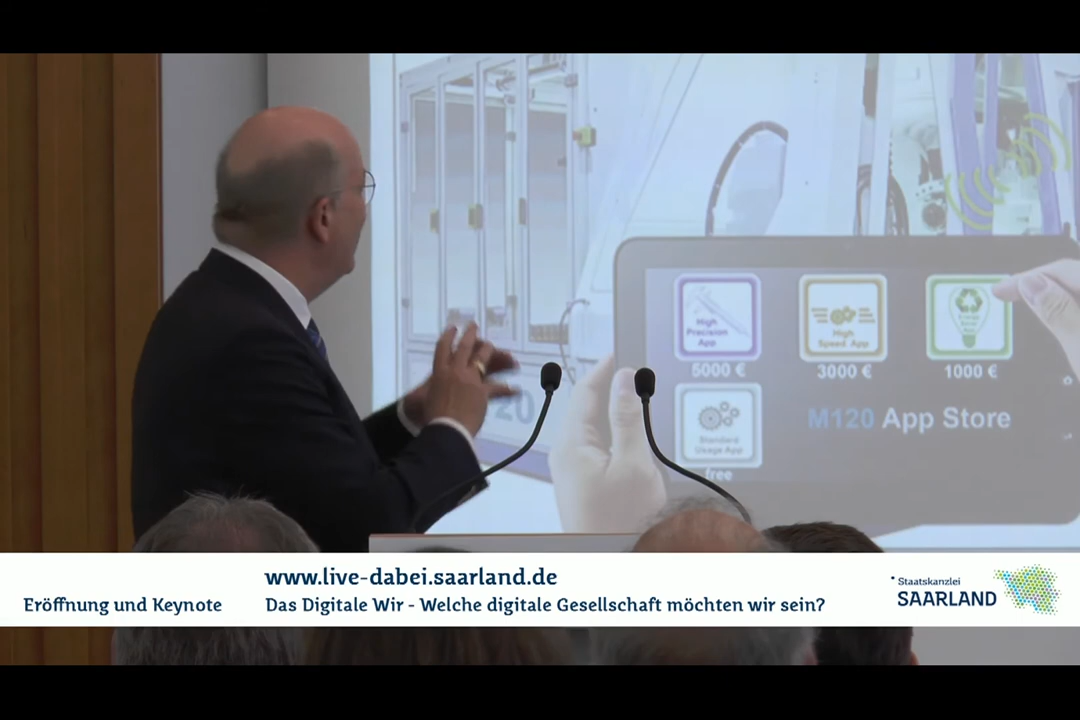 High
Precision
App
5000 €
High
Speed App
3000 €
1000 €
Standard
Usage App
free
M120 App Store
20
www.live-dabei.saarland.de
Eröffnung und Keynote
Das Digitale Wir - Welche digitale Gesellschaft möchten wir sein?
Staatskanzlei
SAARLAND